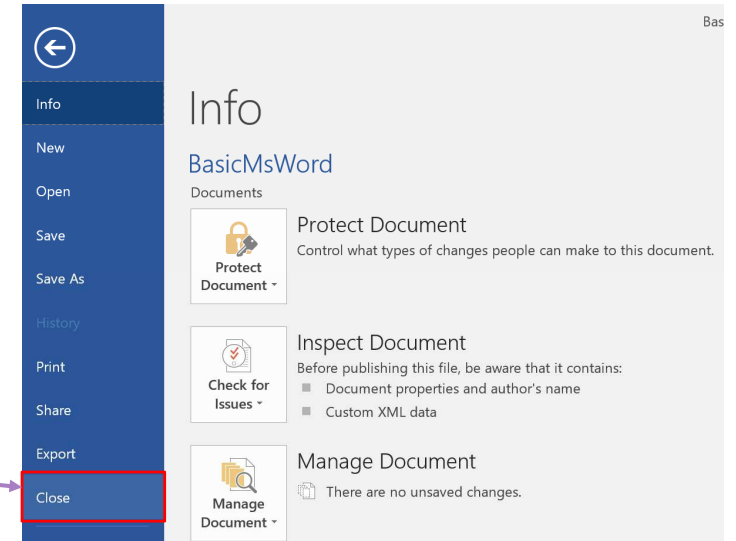 Bas
Info
New
Open
Save
Save As
History
Print
Share
Export
Close
Info
BasicMsWord
Documents
Protect
Document
Protect Document
Control what types of changes people can make to this document.
Check for
Issues
Inspect Document
Before publishing this file, be aware that it contains:
Document properties and author's name
Custom XML data
Manage
Document
Manage Document
There are no unsaved changes.